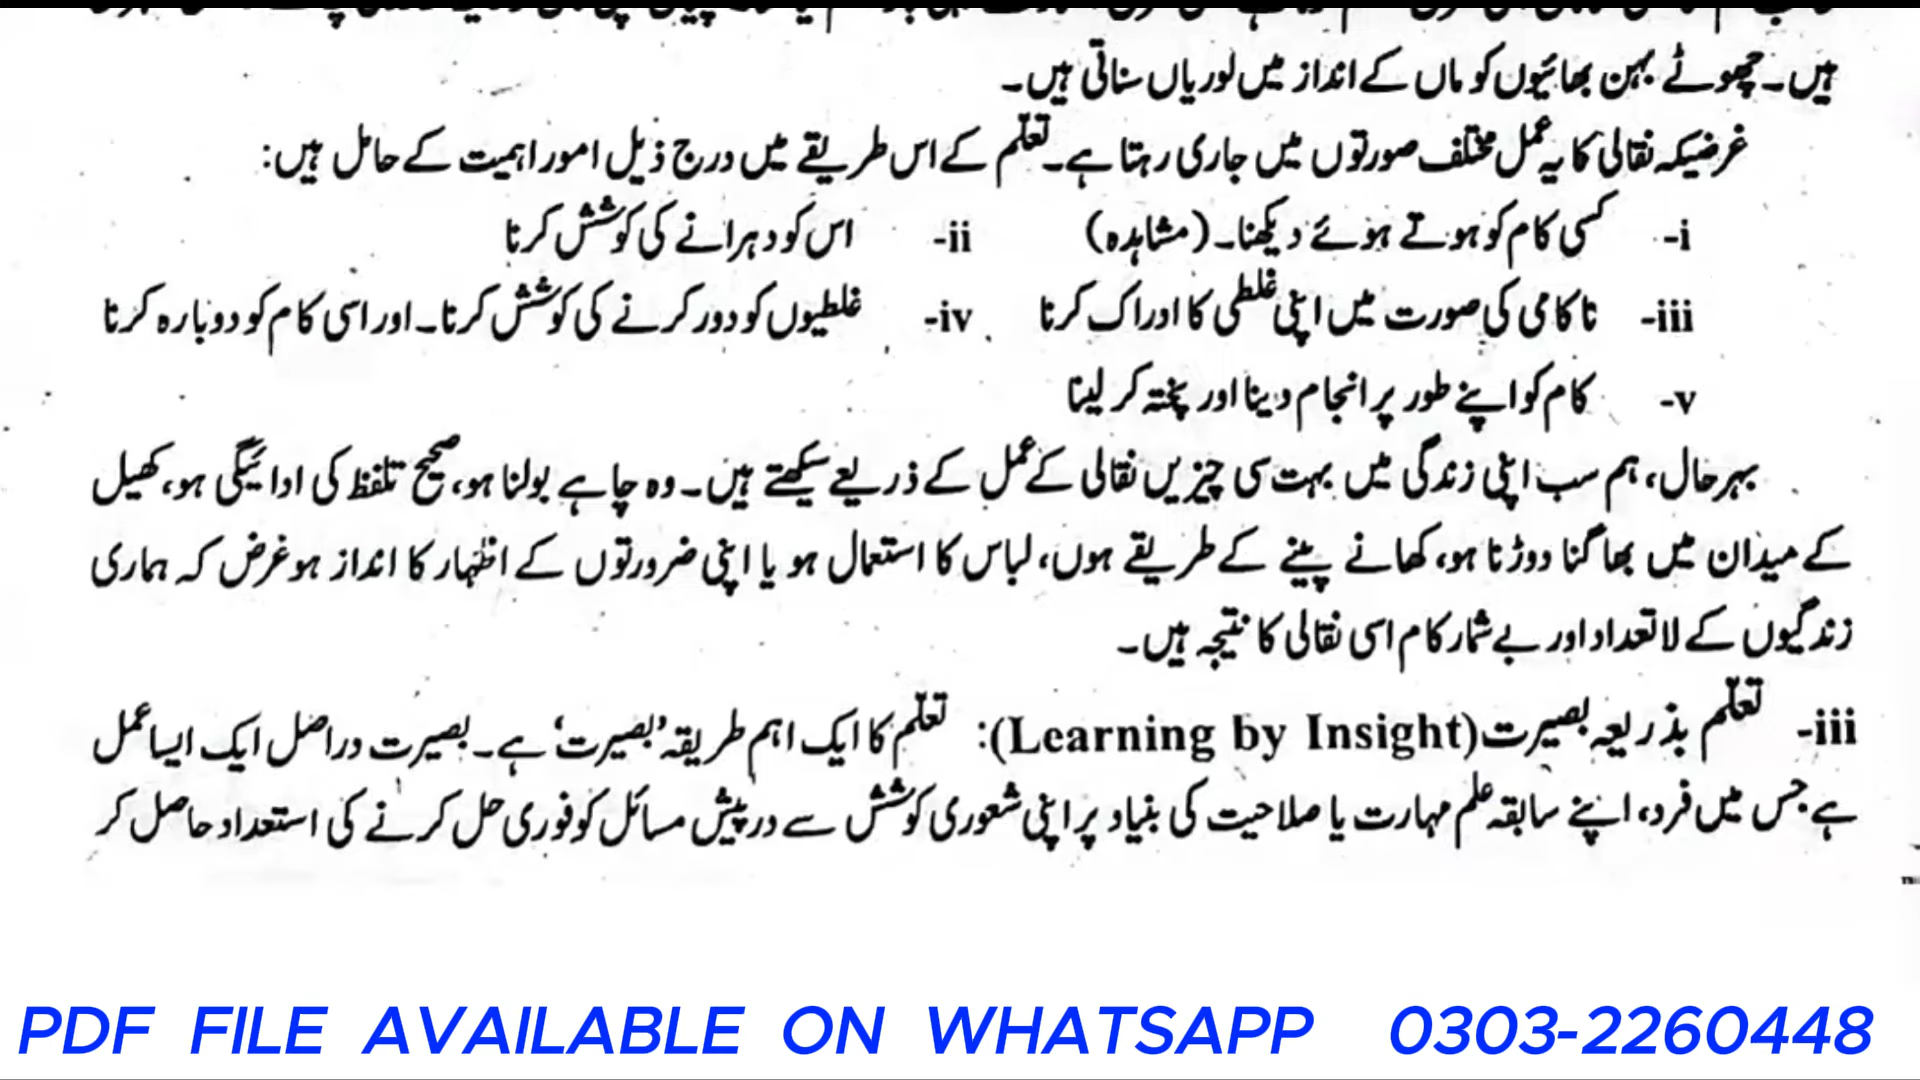 ہیں۔ چھوٹے بہن بھائیوں کو ماں کے انداز میں لوریاں سناتی ہیں۔
غرضیکہ نقالی کا یہ عمل مختلف صورتوں میں جاری رہتا ہے۔ تعلّم کے اس طریقے میں درج ذیل امور اہمیت کے حامل ہیں:
i- کسی کام کو ہوتے ہوئے دیکھنا۔ (مشاہدہ) ii- اس کو دہرانے کی کوشش کرنا
iii- ناکامی کی صورت میں اپنی غلطی کا ادراک کرنا iv- غلطیوں کو دور کرنے کی کوشش کرنا۔ اور اسی کام کو دوبارہ کرنا
v- کام کو اپنے طور پر انجام دینا اور پختہ کر لینا
بہرحال، ہم سب اپنی زندگی میں بہت سی چیزیں نقالی کے عمل کے ذریعے سیکھتے ہیں۔ وہ چاہے بولنا ہو، صحیح تلفظ کی ادائیگی ہو، کھیل
کے میدان میں بھاگنا دوڑنا ہو، کھانے پینے کے طریقے ہوں، لباس کا استعمال ہو یا اپنی ضرورتوں کے اظہار کا انداز ہو غرض کہ ہماری
زندگیوں کے لاتعداد اور بے شمار کام اسی نقالی کا نتیجہ ہیں۔
iii- تعلّم بذریعہ بصیرت (Learning by Insight): تعلّم کا ایک اہم طریقہ ’بصیرت‘ ہے۔ بصیرت دراصل ایک ایسا عمل
ہے جس میں فرد، اپنے سابقہ علم مہارت یا صلاحیت کی بنیاد پر اپنی شعوری کوشش سے درپیش مسائل کو فوری حل کرنے کی استعداد حاصل کر
PDF FILE AVAILABLE ON WHATSAPP 0303-2260448